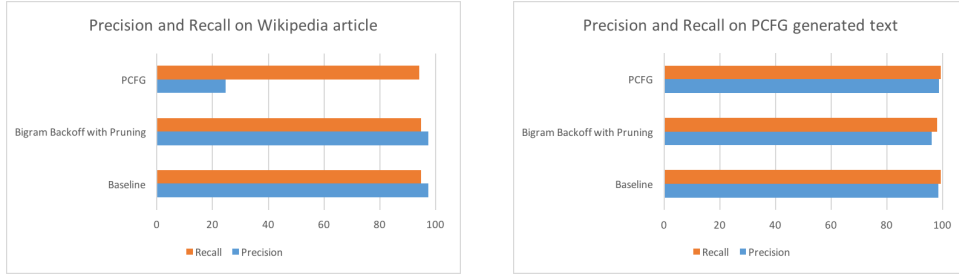 Precision and Recall on Wikipedia article
PCFG
Bigram Backoff with Pruning
Baseline
0 20 40 60 80 100
Recall Precision
Precision and Recall on PCFG generated text
PCFG
Bigram Backoff with Pruning
Baseline
0 20 40 60 80 100
Recall Precision